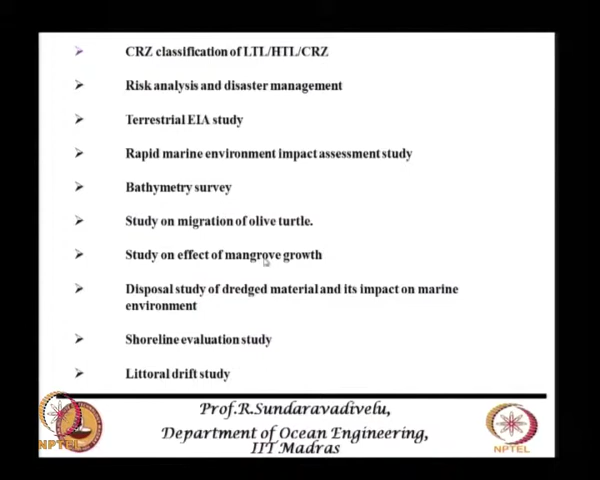 CRZ classification of LTL/HTL/CRZ
Risk analysis and disaster management
Terrestrial EIA study
Rapid marine environment impact assessment study
Bathymetry survey
Study on migration of olive turtle.
Study on effect of mangrove growth
Disposal study of dredged material and its impact on marine
environment
Shoreline evaluation study
Littoral drift study
Prof.R.Sundaravadivelu,
Department of Ocean Engineering,
IIT Madras
NPTEL
NPTEL